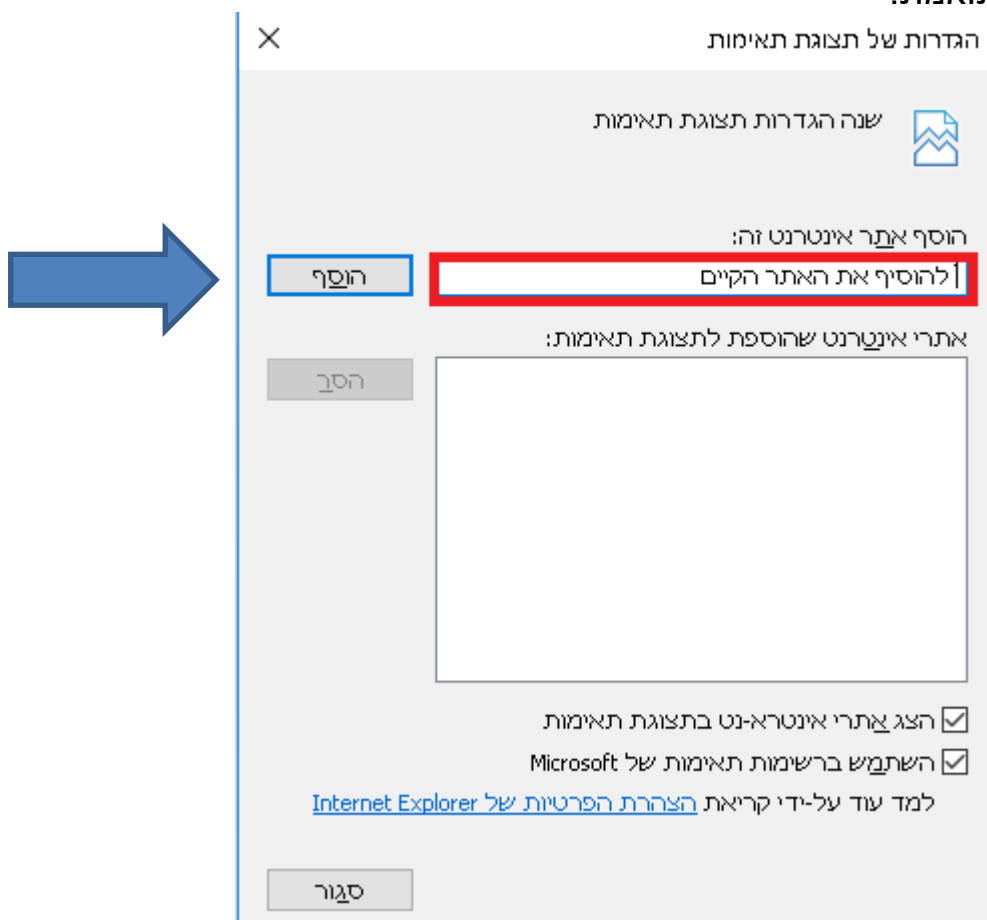 הגדרות של תצוגת תאימות
שנה הגדרות תצוגת תאימות
הוסף אתר אינטרנט זה:
להוסיף את האתר הקיים
הוסף
אתרי אינטרנט שהוספת לתצוגת תאימות:
הסר
הצג אתרי אינטרא-נט בתצוגת תאימות
השתמש ברשימות תאימות של Microsoft
למד עוד על-ידי קריאת הצהרת הפרטיות של Internet Explorer
סגור